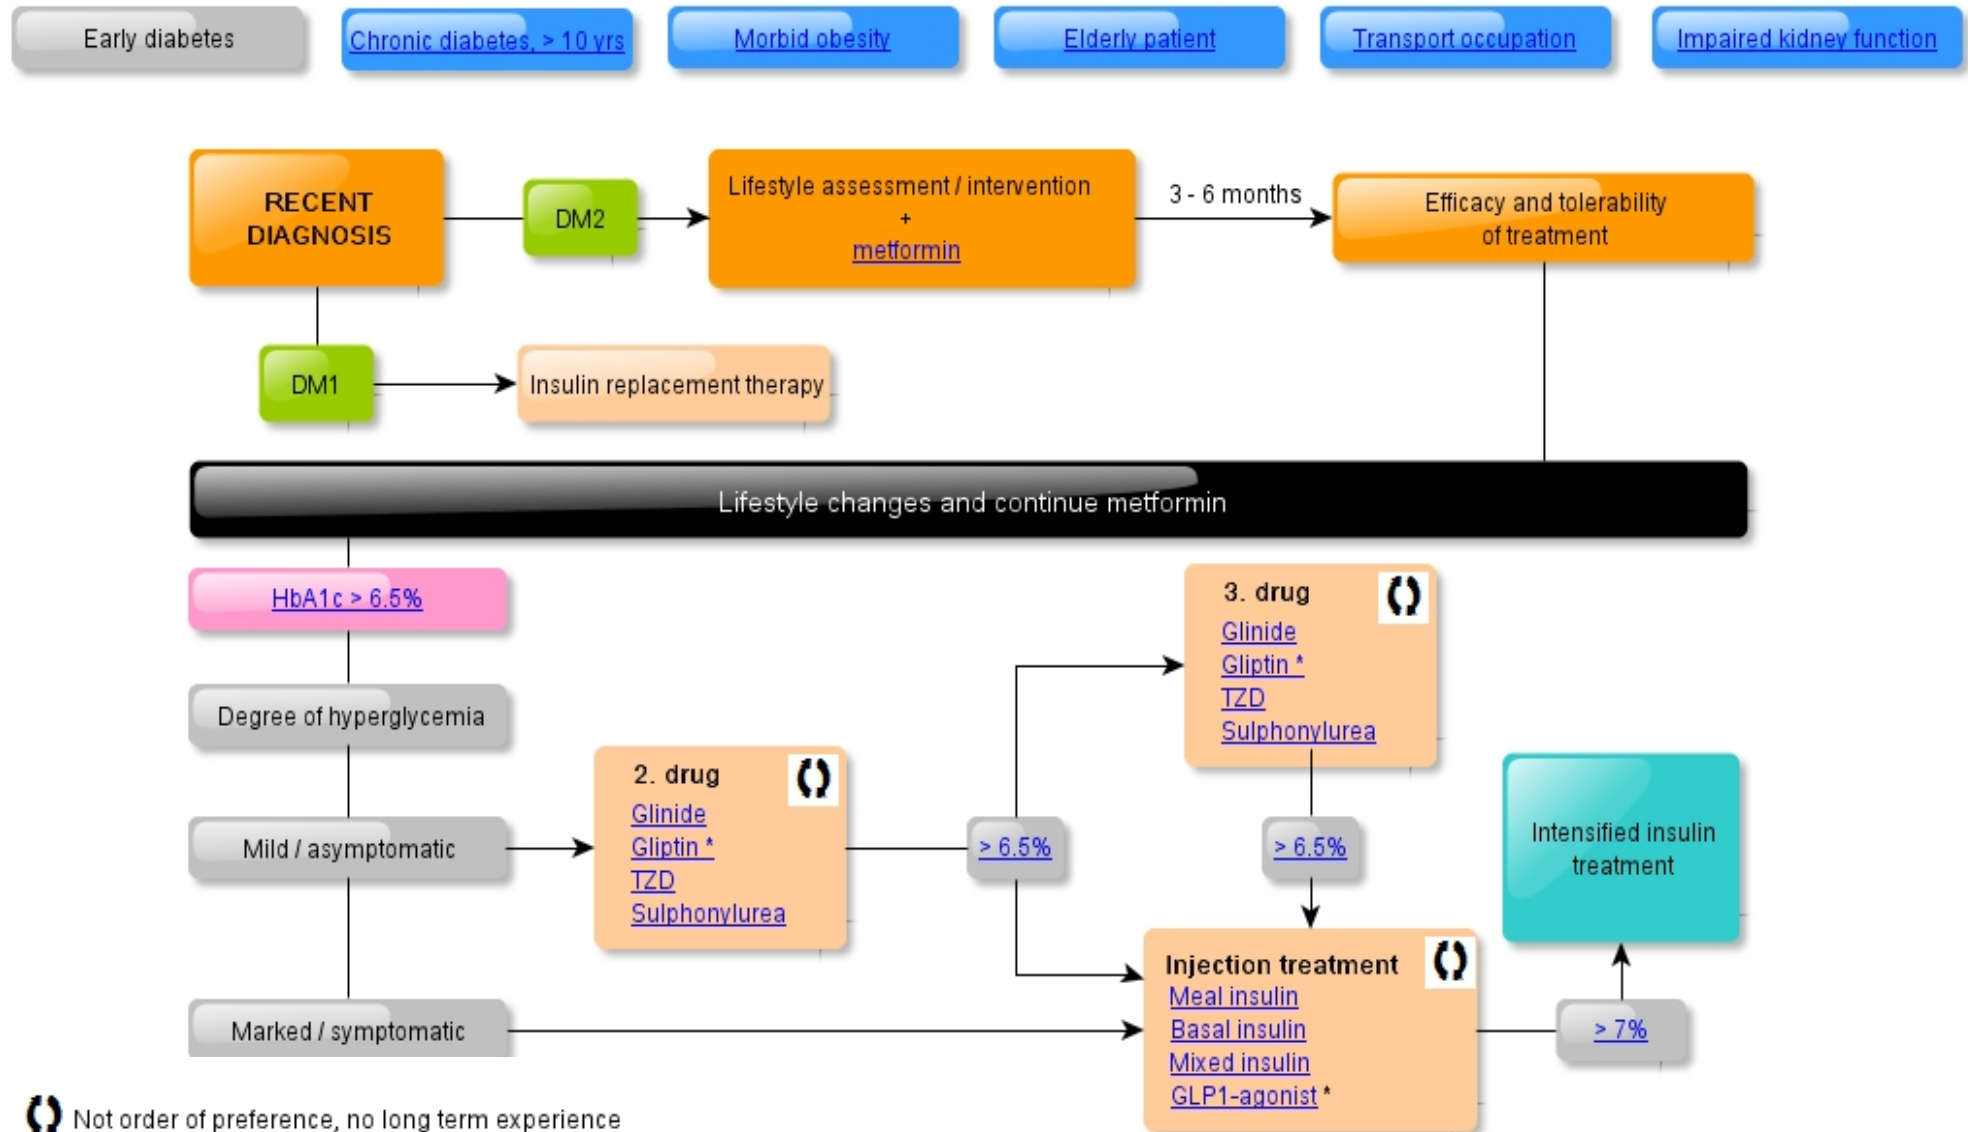 Early diabetes
Chronic diabetes, > 10 yrs
Morbid obesity
Elderly patient
Transport occupation
Impaired kidney function
RECENT
DIAGNOSIS
DM2
Lifestyle assessment / intervention
+
metformin
3 - 6 months
Efficacy and tolerability
of treatment
DM1
Insulin replacement therapy
Lifestyle changes and continue metformin
HbA1c > 6.5%
Degree of hyperglycemia
Mild / asymptomatic
Marked / symptomatic
2. drug
Glinide
Gliptin *
TZD
Sulphonylurea
> 6.5%
3. drug
Glinide
Gliptin *
TZD
Sulphonylurea
> 6.5%
Injection treatment
Meal insulin
Basal insulin
Mixed insulin
GLP1-agonist *
> 7%
Intensified insulin
treatment
Not order of preference, no long term experience